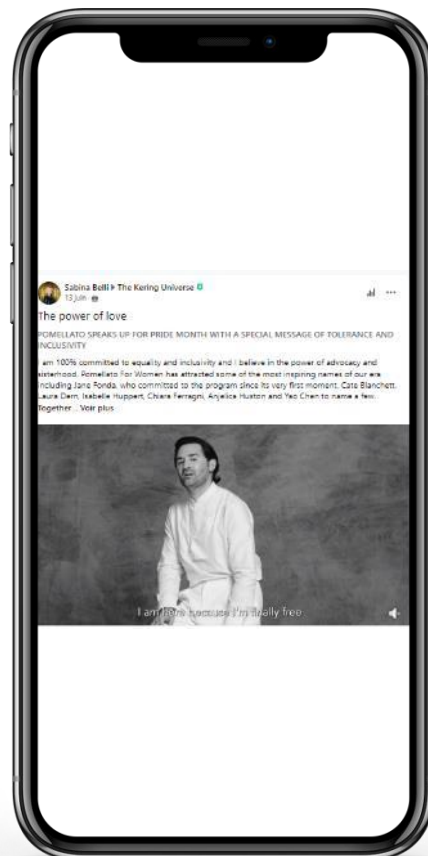 Sabina Belli ▸ The Kering Universe
13 juin
The power of love
POMELLATO SPEAKS UP FOR PRIDE MONTH WITH A SPECIAL MESSAGE OF TOLERANCE AND
INCLUSIVITY
I am 100% committed to equality and inclusivity and I believe in the power of advocacy and
sisterhood. Pomellato For Women has attracted some of the most inspiring names of our era
including Jane Fonda, who committed to the program since its very first moment, Cate Blanchett,
Laura Dern, Isabelle Huppert, Chiara Ferragni, Anjelica Huston and Yao Chen to name a few.
Together... Voir plus
I am here because I'm finally free